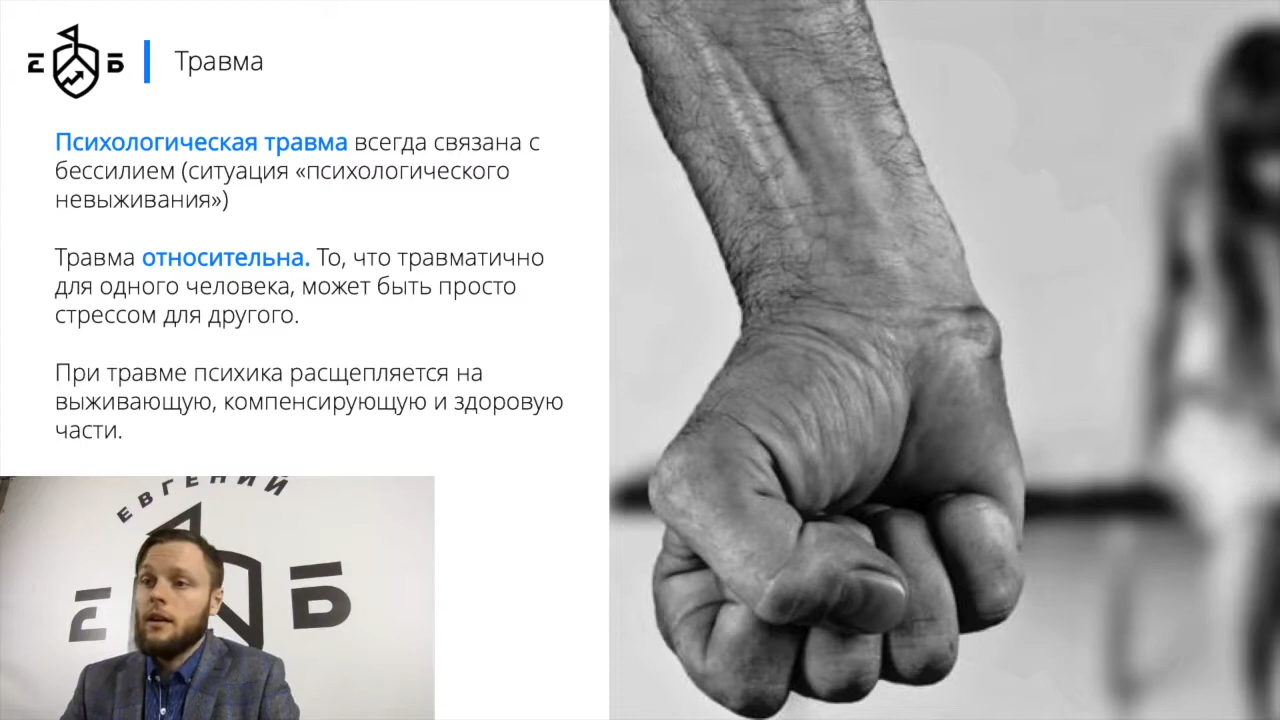 Е Б
Травма
Психологическая травма всегда связана с
бессилием (ситуация «психологического
невыживания»)
Травма относительна. То, что травматично
для одного человека, может быть просто
стрессом для другого.
При травме психика расщепляется на
выживающую, компенсирующую и здоровую
части.
ЕВГЕНИЙ
Е Б